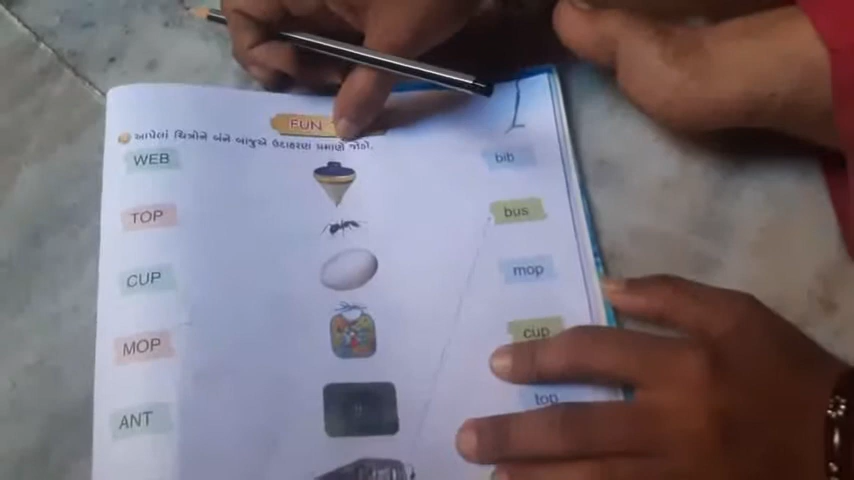 FUN
આપેલાં ચિત્રોને બંને બાજુએ ઉદાહરણ પ્રમાણે જોડો.
WEB bib
TOP bus
CUP mop
MOP cup
ANT top